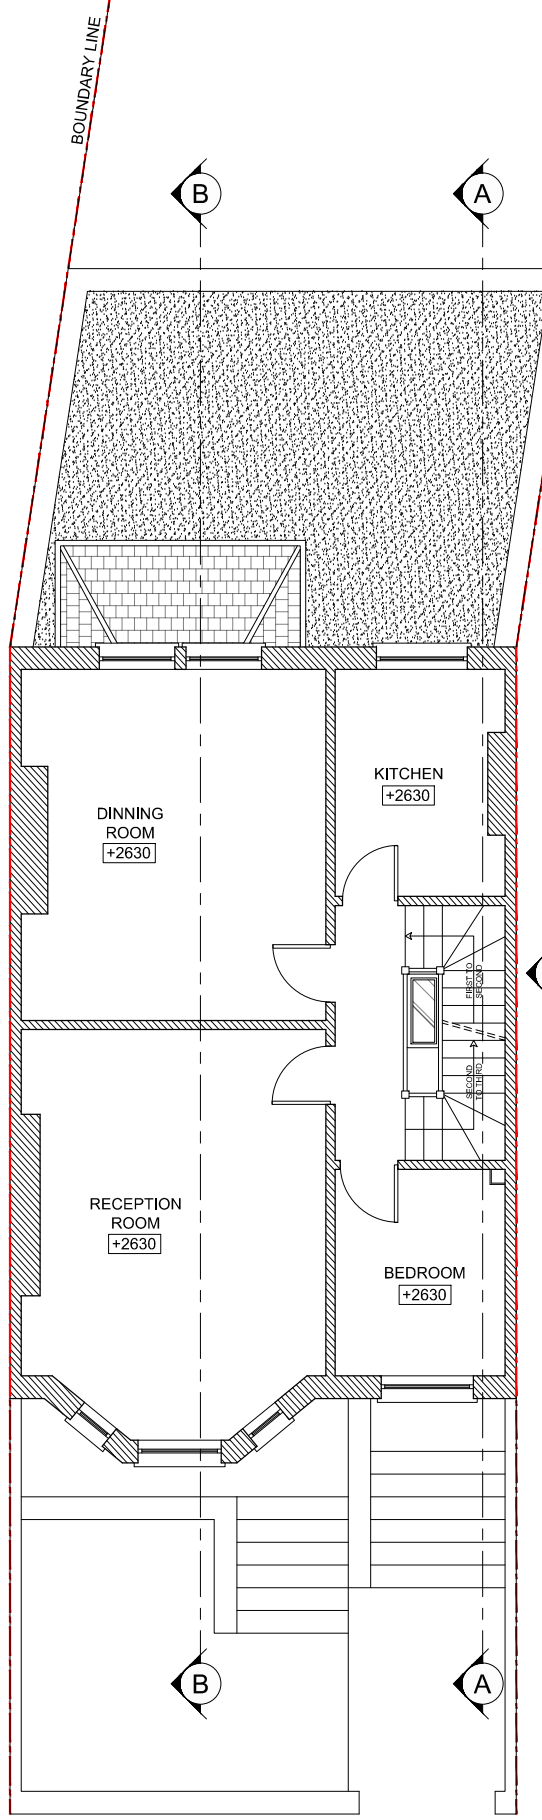 BOUNDARY LINE
B
A
KITCHEN
+2630
DINNING
ROOM
+2630
FIRST TO
SECOND
SECOND
TO THIRD
RECEPTION
ROOM
+2630
BEDROOM
+2630
B
A